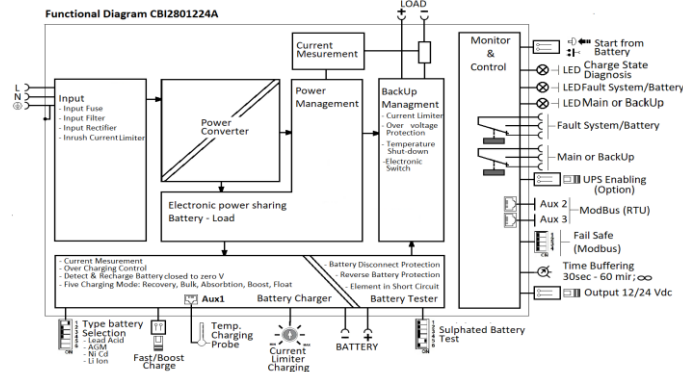 Functional Diagram CBI2801224A
LOAD
+ -
Current
Mesurement
Monitor
&
Control
Start from
Battery
LED Charge State
Diagnosis
LED Fault System/Battery
LED Main or BackUp
Fault System/Battery
Main or BackUp
UPS Enabling
(Option)
Aux 2
Aux 3
ModBus (RTU)
Fail Safe
(Modbus)
Time Buffering
30sec - 60 mir; ∞
Output 12/24 Vdc
L
N
Input
- Input Fuse
- Input Filter
- Input Rectifier
- Inrush Current Limiter
Power
Converter
Power
Management
BackUp
Managment
- Current Limiter
- Over voltage
Protection
- Temperature
Shut-down
-Electronic
Switch
Electronic power sharing
Battery - Load
- Current Mesurement
- Over Charging Control
- Detect & Recharge Battery closed to zero V
- Five Charging Mode: Recovery, Bulk, Absorbtion, Boost, Float
Aux1
Battery Charger
- Battery Disconnect Protection
- Reverse Battery Protection
- Element in Short Circuit
Battery Tester
Type battery
Selection
- Lead Acid
- AGM
- Ni Cd
- Li Ion
ON
Fast/Boost
Charge
Temp.
Charging
Probe
Current
Limiter
Charging
- +
BATTERY
Sulphated Battery
Test
ON